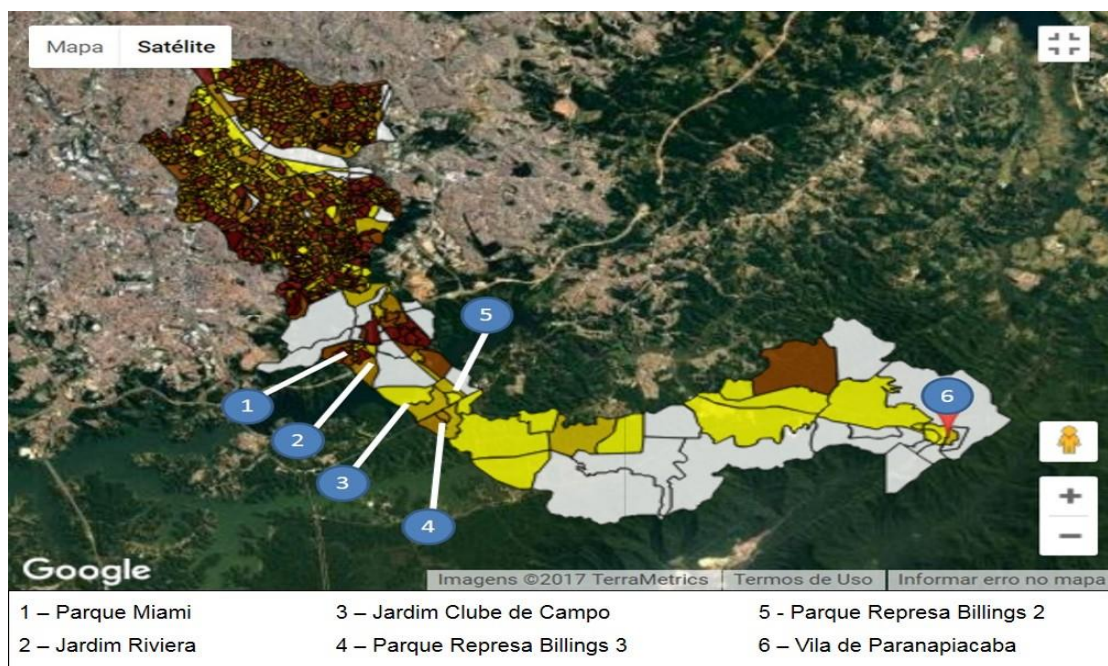 Mapa Satélite
5
6
1
2
3
4
Google
Imagens ©2017 TerraMetrics Termos de Uso Informar erro no mapa
1 – Parque Miami 3 – Jardim Clube de Campo 5 - Parque Represa Billings 2
2 – Jardim Riviera 4 – Parque Represa Billings 3 6 – Vila de Paranapiacaba